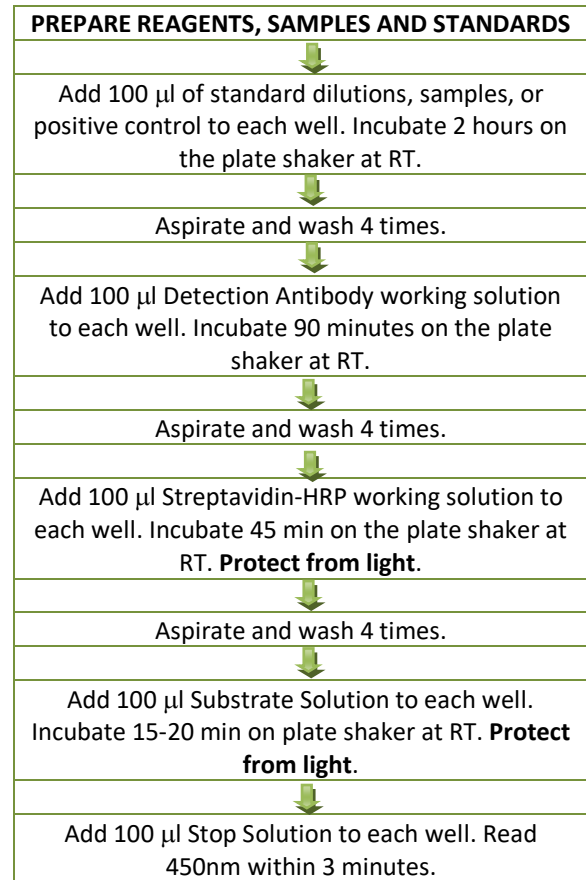 PREPARE REAGENTS, SAMPLES AND STANDARDS
Add 100 μl of standard dilutions, samples, or
positive control to each well. Incubate 2 hours on
the plate shaker at RT.
Aspirate and wash 4 times.
Add 100 μl Detection Antibody working solution
to each well. Incubate 90 minutes on the plate
shaker at RT.
Aspirate and wash 4 times.
Add 100 μl Streptavidin-HRP working solution to
each well. Incubate 45 min on the plate shaker at
RT. Protect from light.
Aspirate and wash 4 times.
Add 100 μl Substrate Solution to each well.
Incubate 15-20 min on plate shaker at RT. Protect
from light.
Add 100 μl Stop Solution to each well. Read
450nm within 3 minutes.